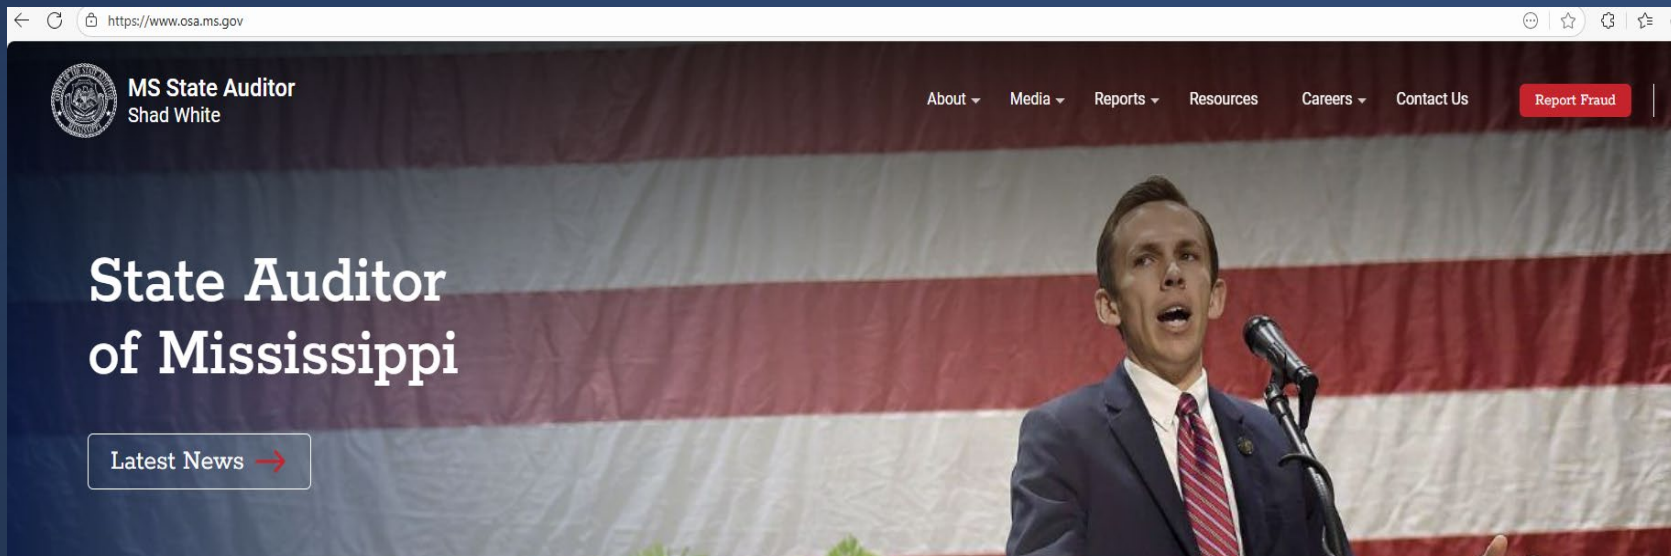 https://www.osa.ms.gov
MS State Auditor
Shad White
About
Media
Reports
Resources
Careers
Contact Us
Report Fraud
State Auditor
of Mississippi
Latest News